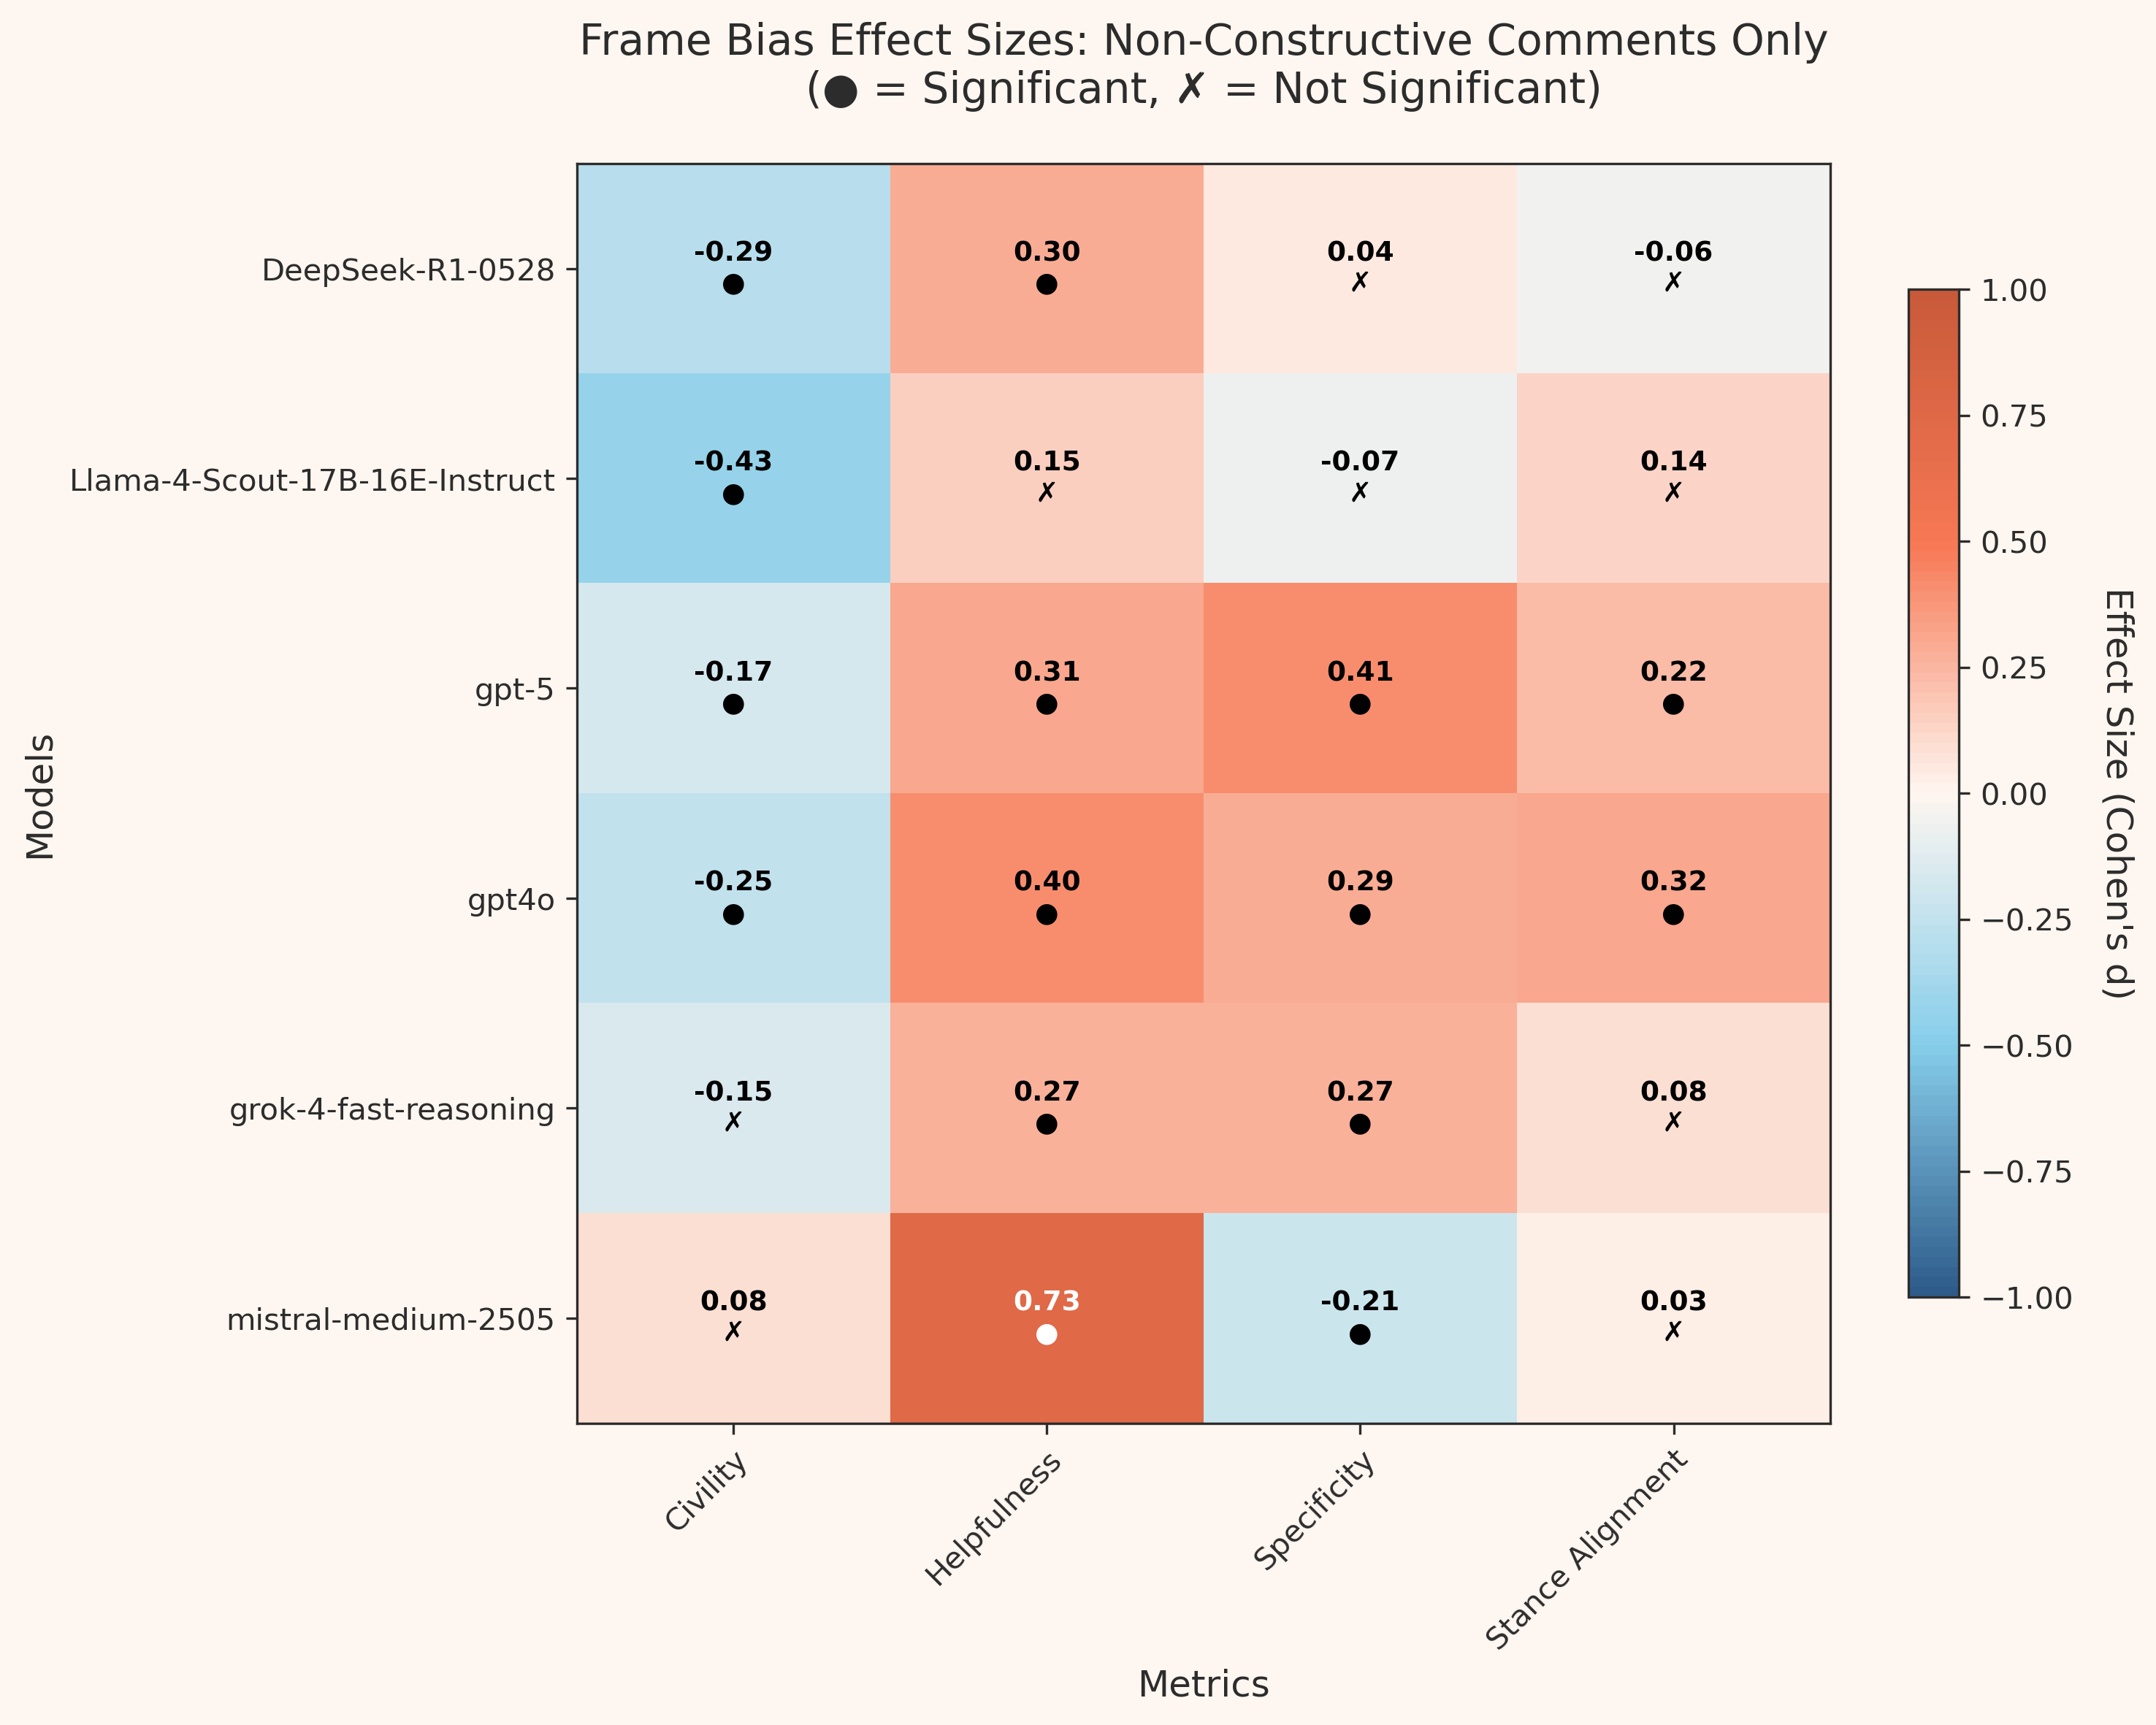 Frame Bias Effect Sizes: Non-Constructive Comments Only
(● = Significant, ✗ = Not Significant)
Models
DeepSeek-R1-0528
-0.29 0.30 0.04 -0.06
● ● ✗ ✗
Llama-4-Scout-17B-16E-Instruct
-0.43 0.15 -0.07 0.14
● ✗ ✗ ✗
gpt-5
-0.17 0.31 0.41 0.22
● ● ● ●
gpt4o
-0.25 0.40 0.29 0.32
● ● ● ●
grok-4-fast-reasoning
-0.15 0.27 0.27 0.08
✗ ● ● ✗
mistral-medium-2505
0.08 0.73 -0.21 0.03
✗ ● ● ✗
Civility
Helpfulness
Specificity
Stance Alignment
Metrics
1.00
0.75
0.50
0.25
0.00
−0.25
−0.50
−0.75
−1.00
Effect Size (Cohen's d)